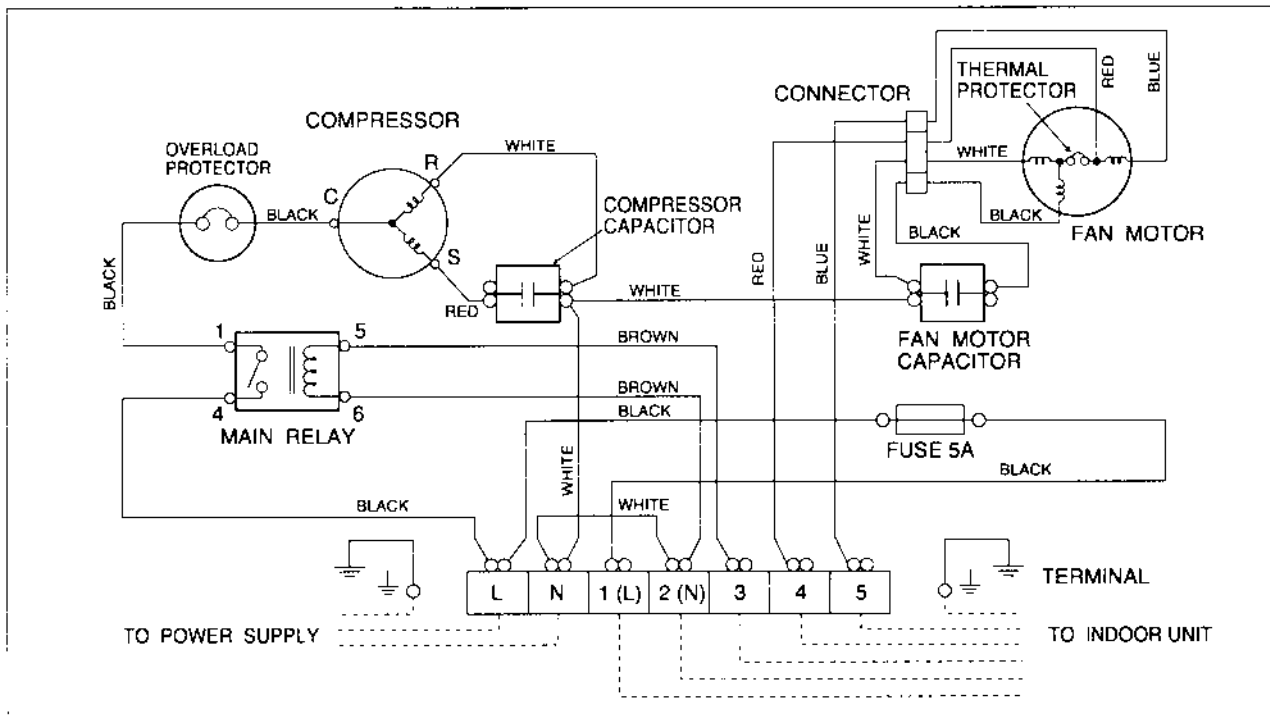 BLUE
RED
THERMAL
PROTECTOR
CONNECTOR
COMPRESSOR
OVERLOAD
PROTECTOR
R
WHITE
WHITE
C
BLACK
COMPRESSOR
CAPACITOR
BLACK
FAN MOTOR
S
BLACK
WHITE
RED
BLUE
BLACK
WHITE
RED
FAN MOTOR
CAPACITOR
1
5
BROWN
BROWN
4
6
BLACK
MAIN RELAY
FUSE 5A
WHITE
BLACK
BLACK
WHITE
L
N
1 (L)
2 (N)
3
4
5
TERMINAL
TO POWER SUPPLY
TO INDOOR UNIT